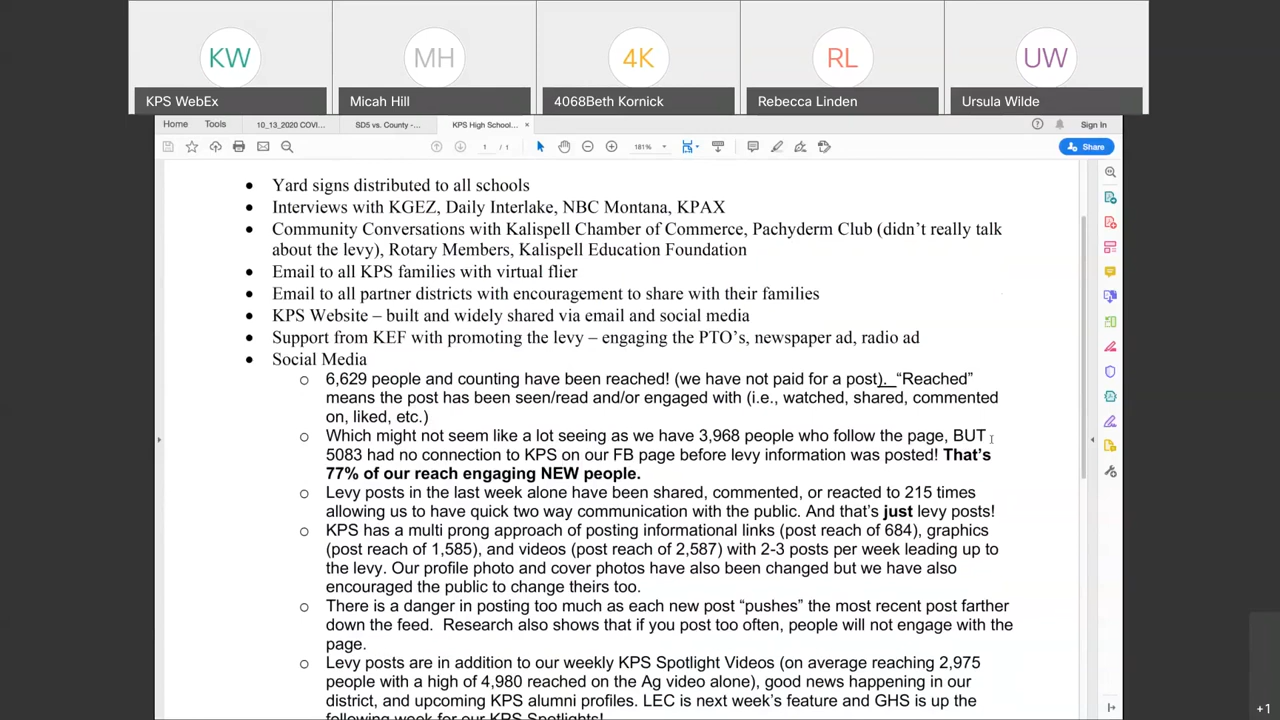 KW
MH
4K
RL
UW
KPS WebEx
Micah Hill
4068Beth Kornick
Rebecca Linden
Ursula Wilde
Home
Tools
10_13_2020 COVI...
SD5 vs. County -...
KPS High School... ×
Sign In
1 / 1
181%
Share
• Yard signs distributed to all schools
• Interviews with KGEZ, Daily Interlake, NBC Montana, KPAX
• Community Conversations with Kalispell Chamber of Commerce, Pachyderm Club (didn't really talk
about the levy), Rotary Members, Kalispell Education Foundation
• Email to all KPS families with virtual flier
• Email to all partner districts with encouragement to share with their families
• KPS Website – built and widely shared via email and social media
• Support from KEF with promoting the levy – engaging the PTO's, newspaper ad, radio ad
• Social Media
o 6,629 people and counting have been reached! (we have not paid for a post). “Reached”
means the post has been seen/read and/or engaged with (i.e., watched, shared, commented
on, liked, etc.)
o Which might not seem like a lot seeing as we have 3,968 people who follow the page, BUT
5083 had no connection to KPS on our FB page before levy information was posted! That's
77% of our reach engaging NEW people.
o Levy posts in the last week alone have been shared, commented, or reacted to 215 times
allowing us to have quick two way communication with the public. And that's just levy posts!
o KPS has a multi prong approach of posting informational links (post reach of 684), graphics
(post reach of 1,585), and videos (post reach of 2,587) with 2-3 posts per week leading up to
the levy. Our profile photo and cover photos have also been changed but we have also
encouraged the public to change theirs too.
o There is a danger in posting too much as each new post “pushes” the most recent post farther
down the feed. Research also shows that if you post too often, people will not engage with the
page.
o Levy posts are in addition to our weekly KPS Spotlight Videos (on average reaching 2,975
people with a high of 4,980 reached on the Ag video alone), good news happening in our
district, and upcoming KPS alumni profiles. LEC is next week's feature and GHS is up the
following week for our KPS Spotlights!
+1